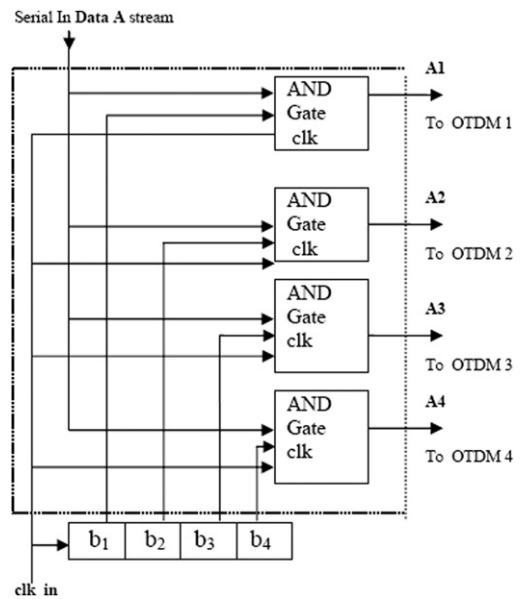 Serial In Data A stream
AND
Gate
clk
A1
To OTDM 1
AND
Gate
clk
A2
To OTDM 2
AND
Gate
clk
A3
To OTDM 3
AND
Gate
clk
A4
To OTDM 4
b1 b2 b3 b4
clk in